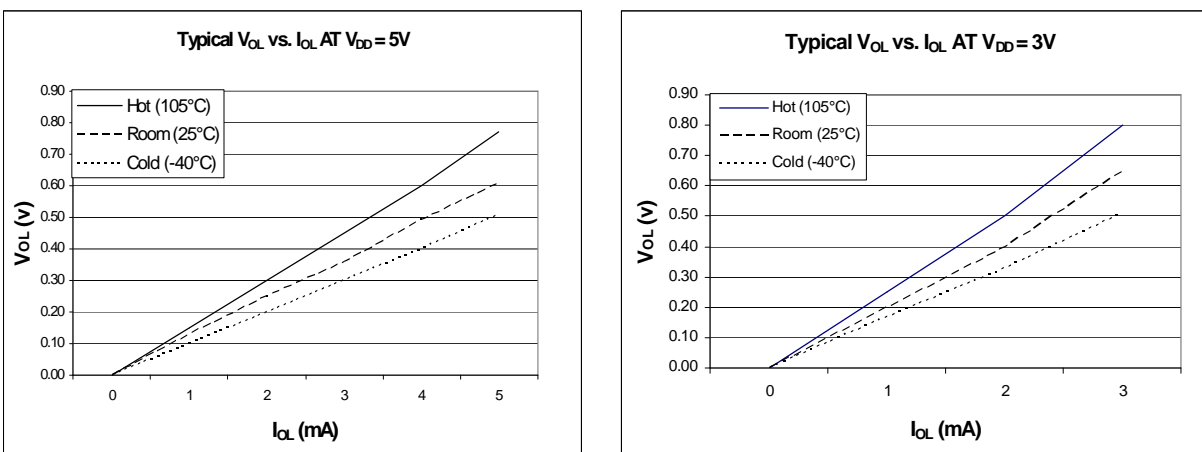 Typical VOL vs. IOL AT VDD = 5V
0.90
0.80
0.70
0.60
0.50
0.40
0.30
0.20
0.10
0.00
VOL (v)
Hot (105°C)
Room (25°C)
Cold (-40°C)
0 1 2 3 4 5
IOL (mA)
Typical VOL vs. IOL AT VDD = 3V
0.90
0.80
0.70
0.60
0.50
0.40
0.30
0.20
0.10
0.00
VOL (v)
Hot (105°C)
Room (25°C)
Cold (-40°C)
0 1 2 3
IOL (mA)